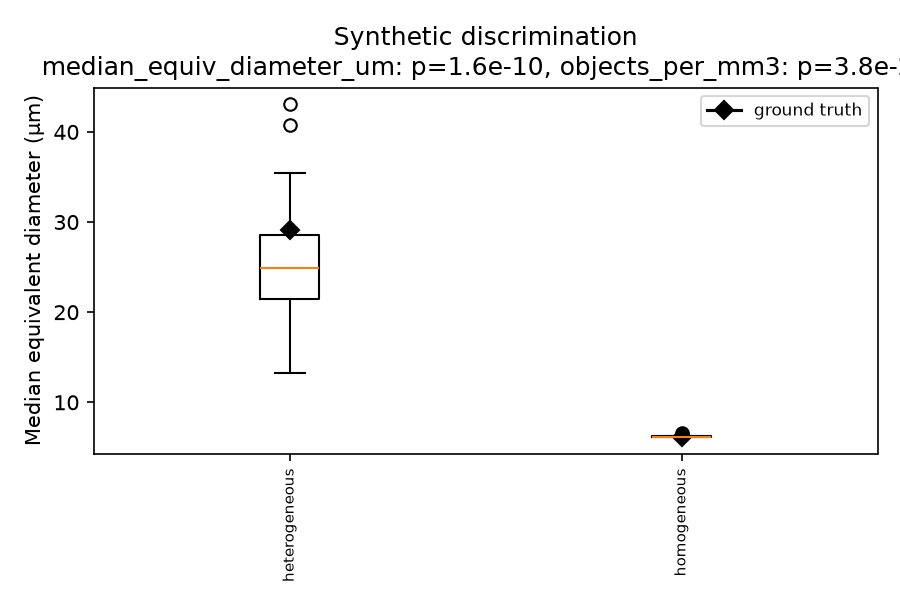 Synthetic discrimination
median_equiv_diameter_um: p=1.6e-10, objects_per_mm3: p=3.8e-
ground truth
Median equivalent diameter (μm)
40
30
20
10
heterogeneous
homogeneous